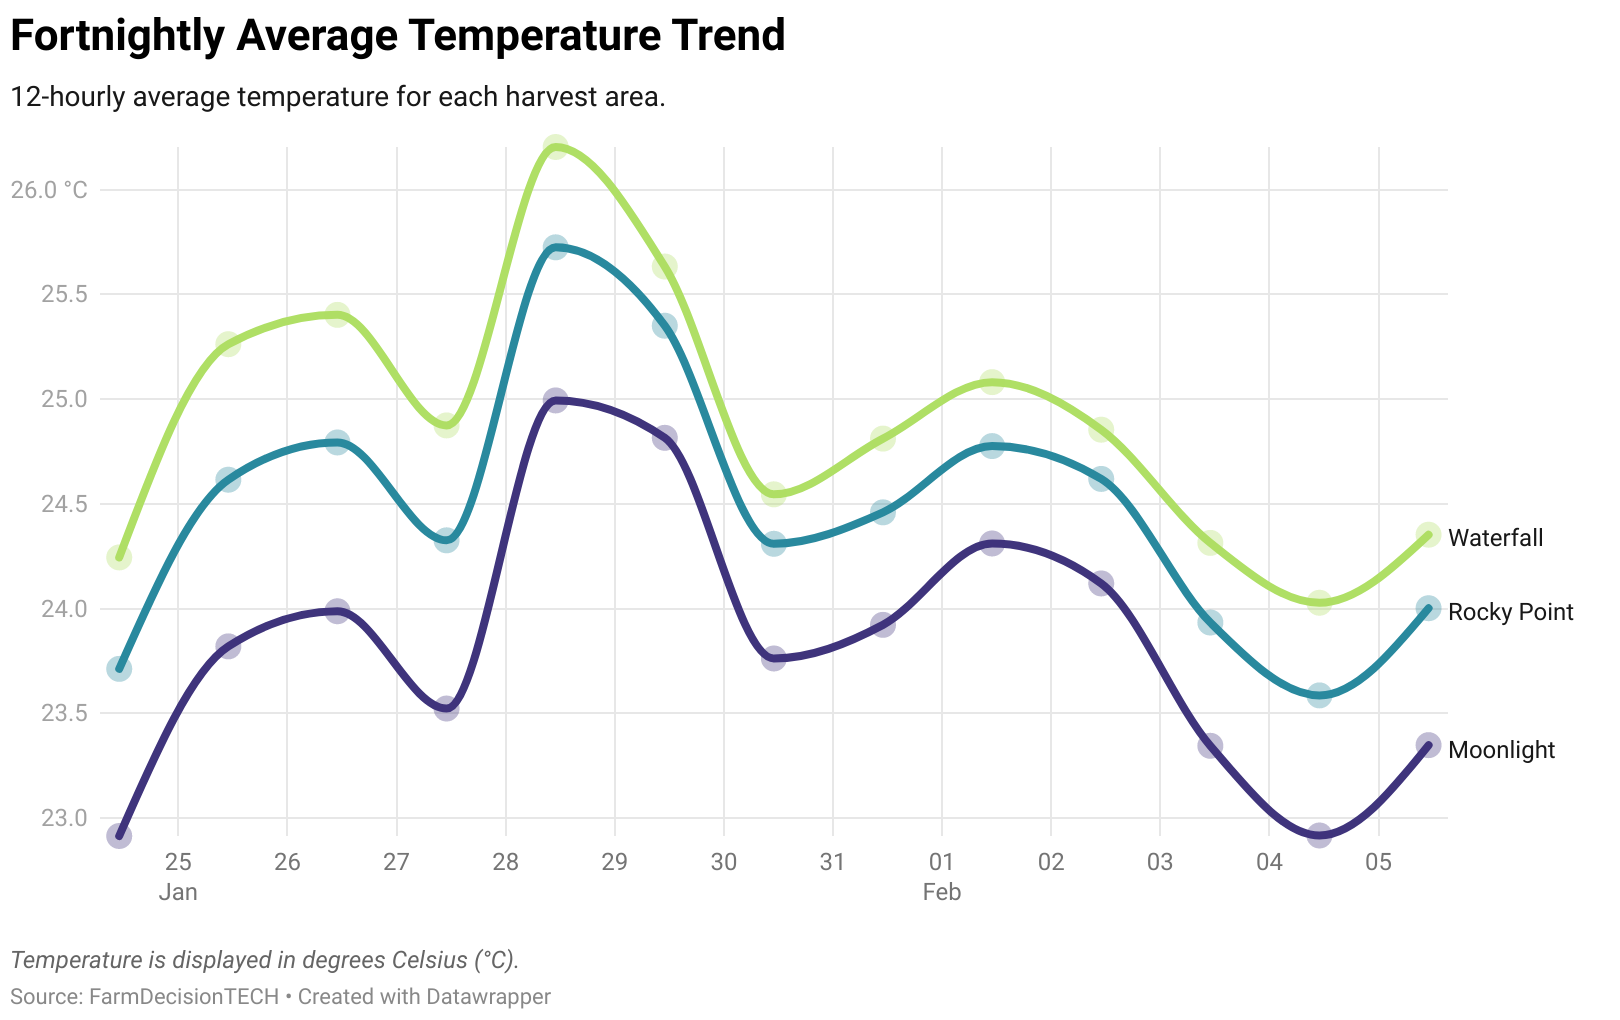 Fortnightly Average Temperature Trend
12-hourly average temperature for each harvest area.
26.0 °C
25.5
25.0
24.5
24.0
23.5
23.0
Waterfall
Rocky Point
Moonlight
25 26 27 28 29 30 31 01 02 03 04 05
Jan Feb
Temperature is displayed in degrees Celsius (°C).
Source: FarmDecisionTECH • Created with Datawrapper